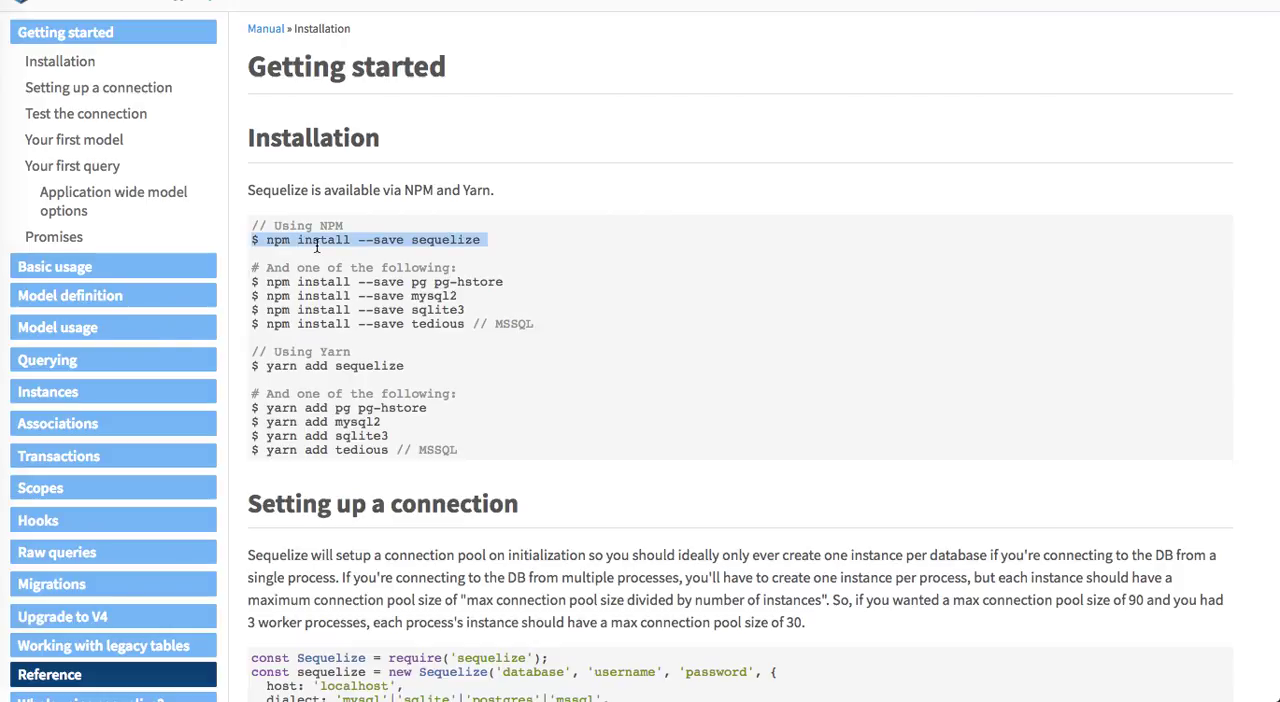 Getting started
Installation
Setting up a connection
Test the connection
Your first model
Your first query
Application wide model
options
Promises
Basic usage
Model definition
Model usage
Querying
Instances
Associations
Transactions
Scopes
Hooks
Raw queries
Migrations
Upgrade to V4
Working with legacy tables
Reference
Manual » Installation
Getting started
Installation
Sequelize is available via NPM and Yarn.
// Using NPM
$ npm install --save sequelize
# And one of the following:
$ npm install --save pg pg-hstore
$ npm install --save mysql2
$ npm install --save sqlite3
$ npm install --save tedious // MSSQL
// Using Yarn
$ yarn add sequelize
# And one of the following:
$ yarn add pg pg-hstore
$ yarn add mysql2
$ yarn add sqlite3
$ yarn add tedious // MSSQL
Setting up a connection
Sequelize will setup a connection pool on initialization so you should ideally only ever create one instance per database if you're connecting to the DB from a
single process. If you're connecting to the DB from multiple processes, you'll have to create one instance per process, but each instance should have a
maximum connection pool size of "max connection pool size divided by number of instances". So, if you wanted a max connection pool size of 90 and you had
3 worker processes, each process's instance should have a max connection pool size of 30.
const Sequelize = require('sequelize');
const sequelize = new Sequelize('database', 'username', 'password', {
host: 'localhost',
dialect: 'mysql'|'sqlite'|'postgres'|'mssql',